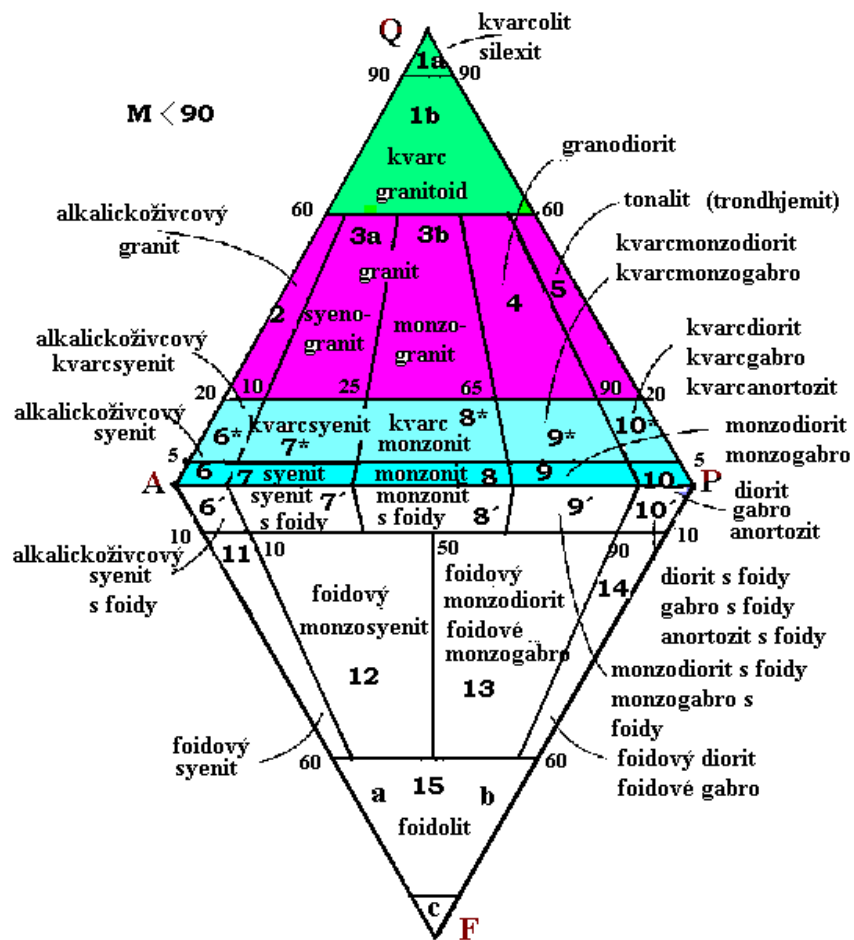 Q
kvarcolit
silexit
1a
90
90
M < 90
1b
kvarc
granitoid
granodiorit
60
60
tonalit (trondhjemit)
alkalickoživcový
granit
3a
3b
granit
kvarcmonzodiorit
kvarcmonzogabro
2
syeno-
granit
monzo-
granit
4
5
alkalickoživcový
kvarcsyenit
kvarcdiorit
kvarcgabro
kvarcanortozit
20
10
25
65
90
20
alkalickoživcový
syenit
6*
kvarcsyenit
7*
kvarc
monzonit
8*
9*
10*
monzodiorit
monzogabro
5
5
A
6
7
syenit
monzonit
8
9
10
P
6´
syenit
s foidy
7´
monzonit
s foidy
8´
9´
10´
diorit
gabro
anortozit
10
10
50
90
10
alkalickoživcový
syenit
s foidy
11
foidový
monzosyenit
foidový
monzodiorit
foidové
monzogabro
14
diorit s foidy
gabro s foidy
anortozit s foidy
12
13
monzodiorit s foidy
monzogabro s
foidy
foidový
syenit
60
60
foidový diorit
foidové gabro
a
15
b
foidolit
c
F